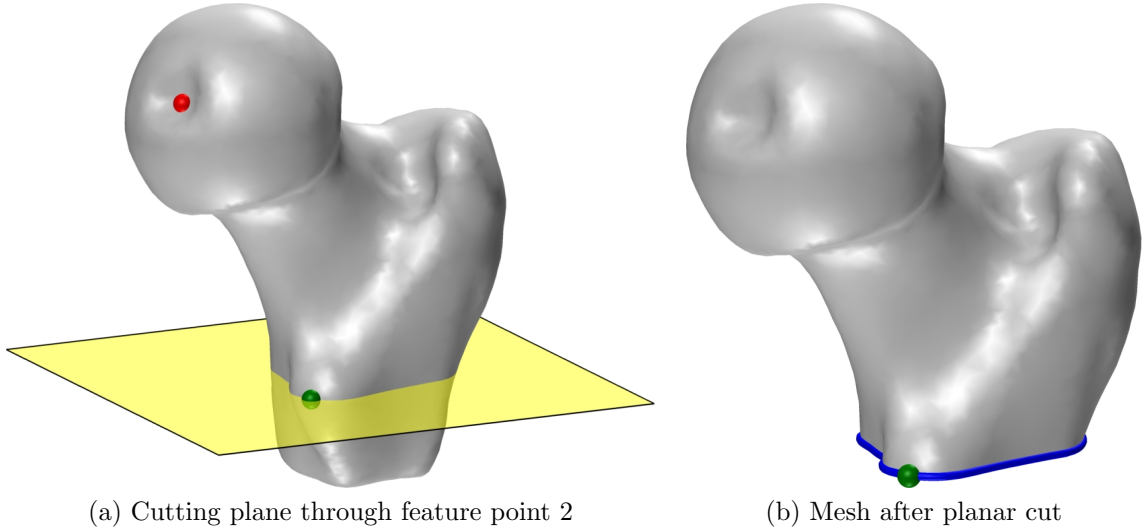 (a) Cutting plane through feature point 2
(b) Mesh after planar cut